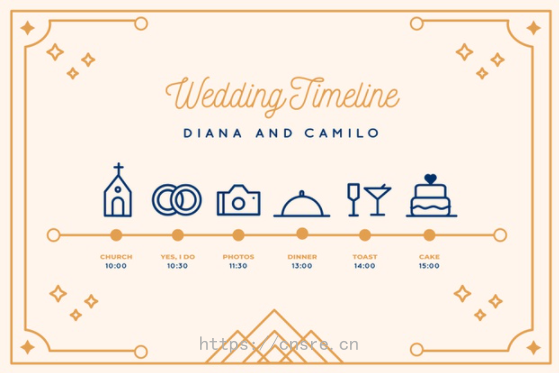 Wedding Timeline
DIANA AND CAMILO
CHURCH YES, I DO PHOTOS DINNER TOAST CAKE
10:00 10:30 11:30 13:00 14:00 15:00
https://cnsre.cn